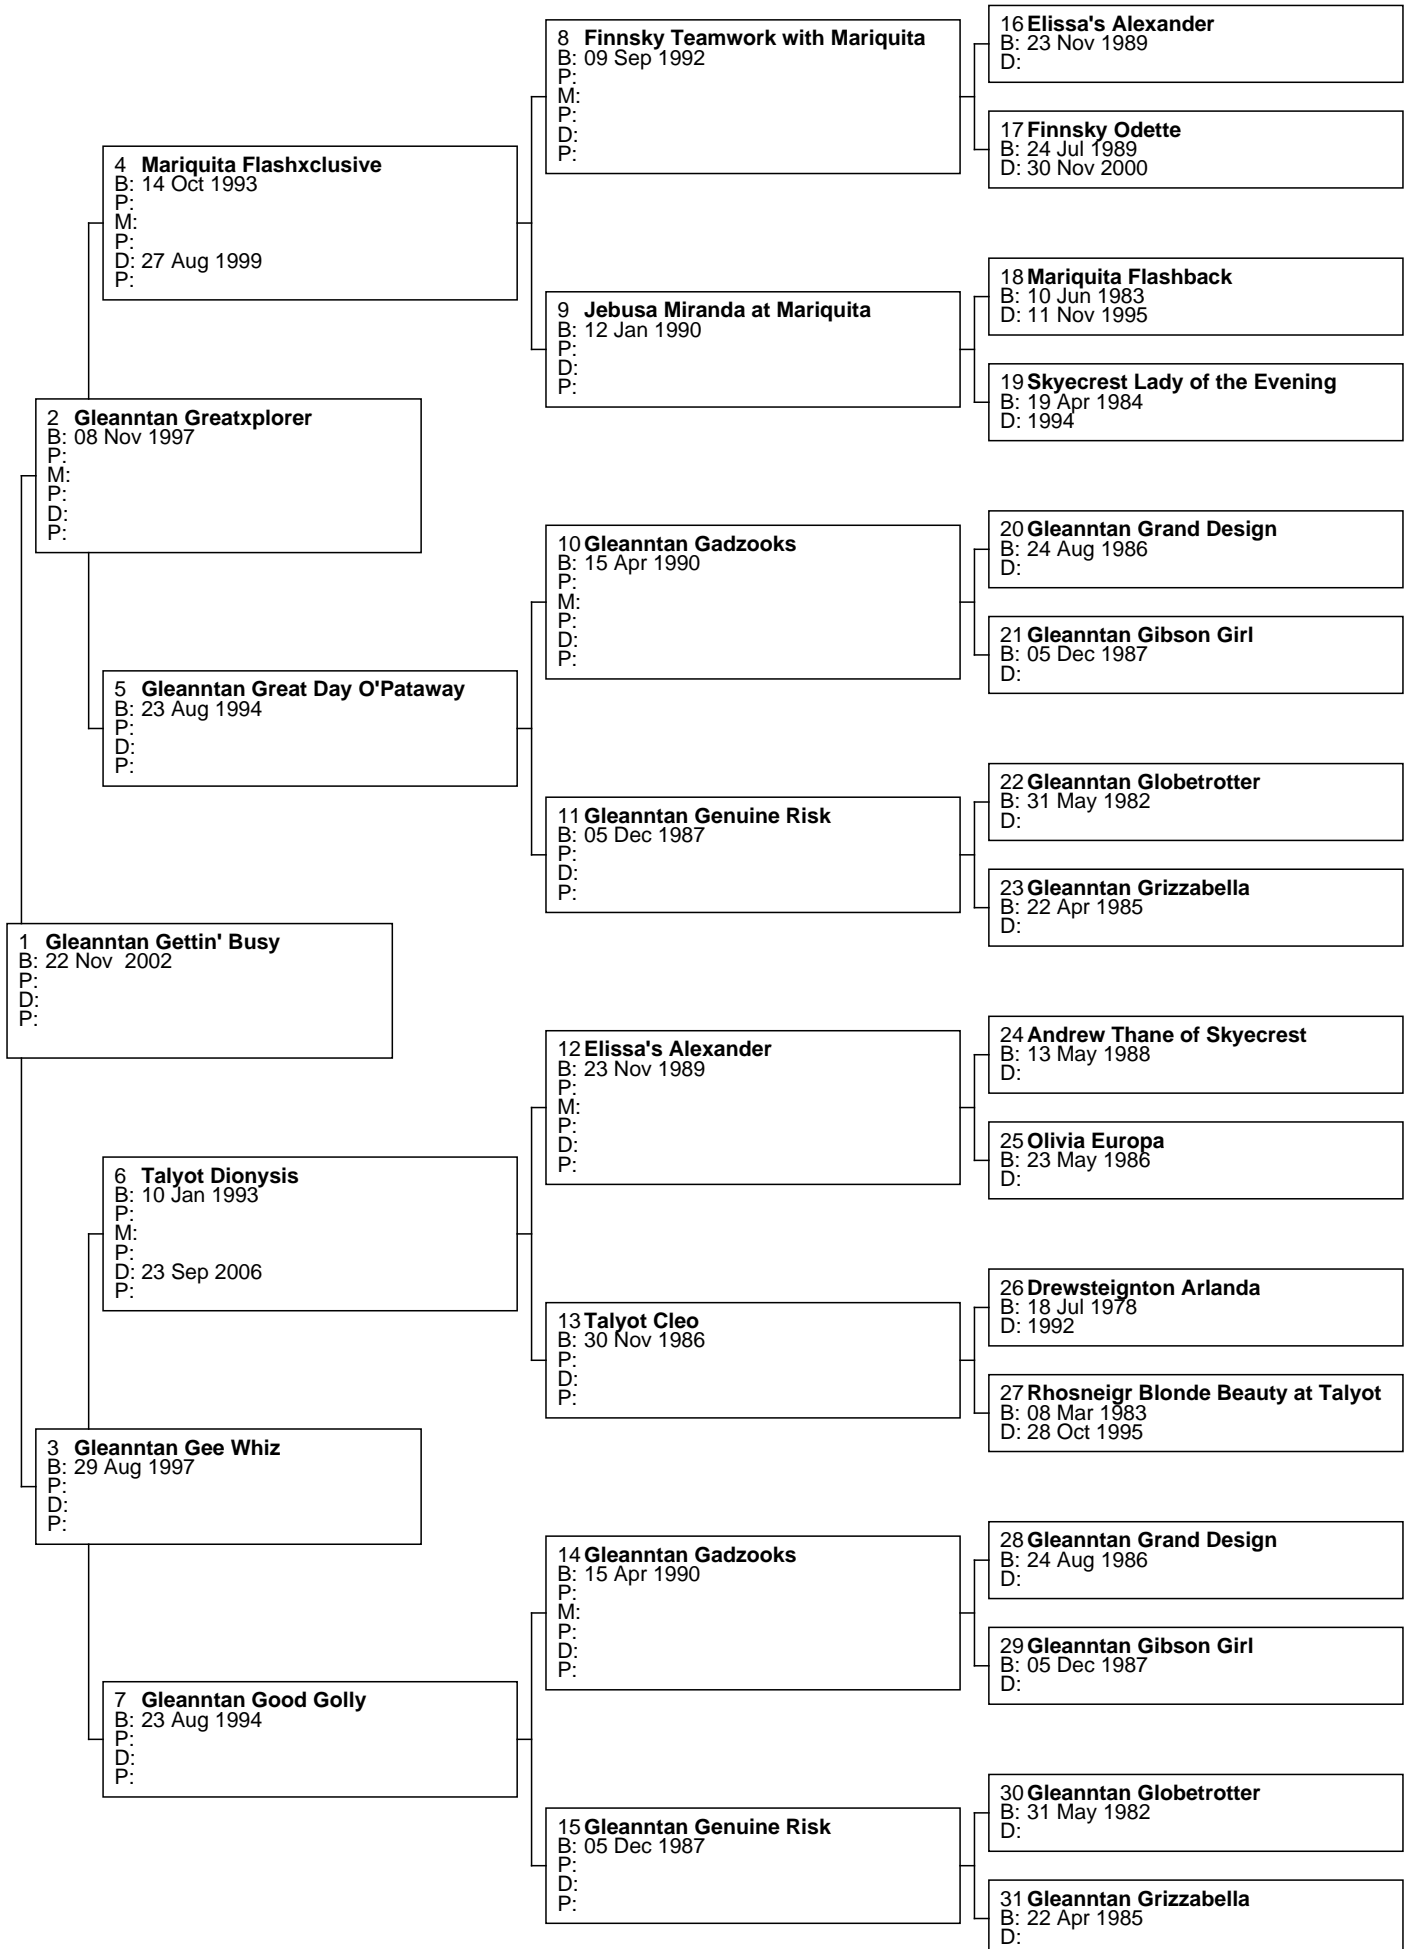 16 Elissa's Alexander
B: 23 Nov 1989
D:
8 Finnsky Teamwork with Mariquita
B: 09 Sep 1992
P:
M:
P:
D:
P:
17 Finnsky Odette
B: 24 Jul 1989
D: 30 Nov 2000
4 Mariquita Flashxclusive
B: 14 Oct 1993
P:
M:
P:
D: 27 Aug 1999
P:
18 Mariquita Flashback
B: 10 Jun 1983
D: 11 Nov 1995
9 Jebusa Miranda at Mariquita
B: 12 Jan 1990
P:
D:
P:
19 Skyecrest Lady of the Evening
B: 19 Apr 1984
D: 1994
2 Gleanntan Greatxplorer
B: 08 Nov 1997
P:
M:
P:
D:
P:
20 Gleanntan Grand Design
B: 24 Aug 1986
D:
10 Gleanntan Gadzooks
B: 15 Apr 1990
P:
M:
P:
D:
P:
21 Gleanntan Gibson Girl
B: 05 Dec 1987
D:
5 Gleanntan Great Day O'Pataway
B: 23 Aug 1994
P:
D:
P:
22 Gleanntan Globetrotter
B: 31 May 1982
D:
11 Gleanntan Genuine Risk
B: 05 Dec 1987
P:
D:
P:
23 Gleanntan Grizzabella
B: 22 Apr 1985
D:
1 Gleanntan Gettin' Busy
B: 22 Nov  2002
P:
D:
P:
24 Andrew Thane of Skyecrest
B: 13 May 1988
D:
12 Elissa's Alexander
B: 23 Nov 1989
P:
M:
P:
D:
P:
25 Olivia Europa
B: 23 May 1986
D:
6 Talyot Dionysis
B: 10 Jan 1993
P:
M:
P:
D: 23 Sep 2006
P:
26 Drewsteignton Arlanda
B: 18 Jul 1978
D: 1992
13 Talyot Cleo
B: 30 Nov 1986
P:
D:
P:
27 Rhosneigr Blonde Beauty at Talyot
B: 08 Mar 1983
D: 28 Oct 1995
3 Gleanntan Gee Whiz
B: 29 Aug 1997
P:
D:
P:
28 Gleanntan Grand Design
B: 24 Aug 1986
D:
14 Gleanntan Gadzooks
B: 15 Apr 1990
P:
M:
P:
D:
P:
29 Gleanntan Gibson Girl
B: 05 Dec 1987
D:
7 Gleanntan Good Golly
B: 23 Aug 1994
P:
D:
P:
30 Gleanntan Globetrotter
B: 31 May 1982
D:
15 Gleanntan Genuine Risk
B: 05 Dec 1987
P:
D:
P:
31 Gleanntan Grizzabella
B: 22 Apr 1985
D: